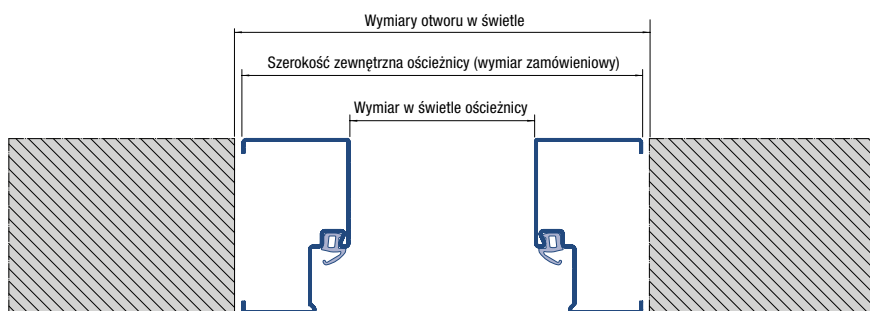 Wymiary otworu w świetle
Szerokość zewnętrzna ościeżnicy (wymiar zamówieniowy)
Wymiar w świetle ościeżnicy